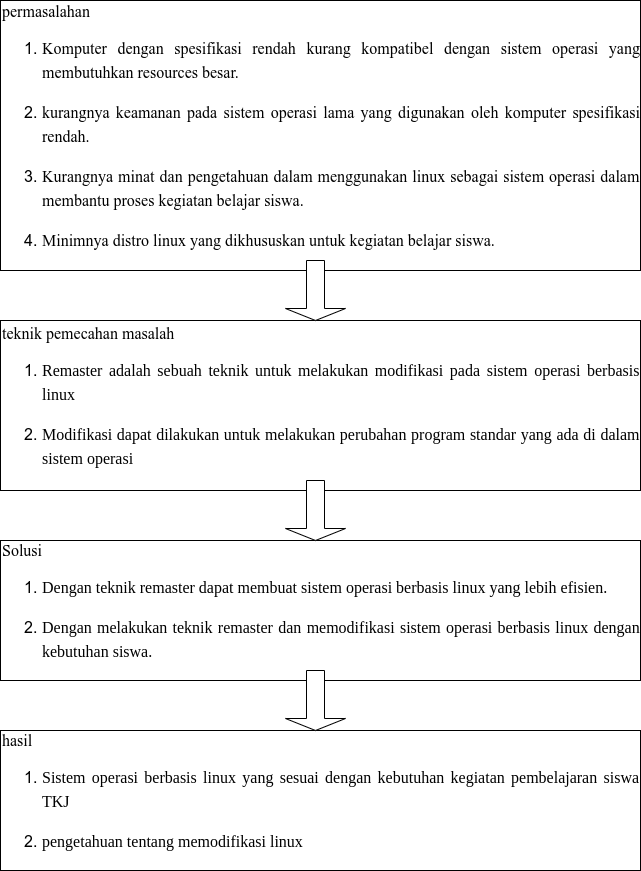 permasalahan
1. Komputer dengan spesifikasi rendah kurang kompatibel dengan sistem operasi yang
membutuhkan resources besar.
2. kurangnya keamanan pada sistem operasi lama yang digunakan oleh komputer spesifikasi
rendah.
3. Kurangnya minat dan pengetahuan dalam menggunakan linux sebagai sistem operasi dalam
membantu proses kegiatan belajar siswa.
4. Minimnya distro linux yang dikhususkan untuk kegiatan belajar siswa.
teknik pemecahan masalah
1. Remaster adalah sebuah teknik untuk melakukan modifikasi pada sistem operasi berbasis
linux
2. Modifikasi dapat dilakukan untuk melakukan perubahan program standar yang ada di dalam
sistem operasi
Solusi
1. Dengan teknik remaster dapat membuat sistem operasi berbasis linux yang lebih efisien.
2. Dengan melakukan teknik remaster dan memodifikasi sistem operasi berbasis linux dengan
kebutuhan siswa.
hasil
1. Sistem operasi berbasis linux yang sesuai dengan kebutuhan kegiatan pembelajaran siswa
TKJ
2. pengetahuan tentang memodifikasi linux